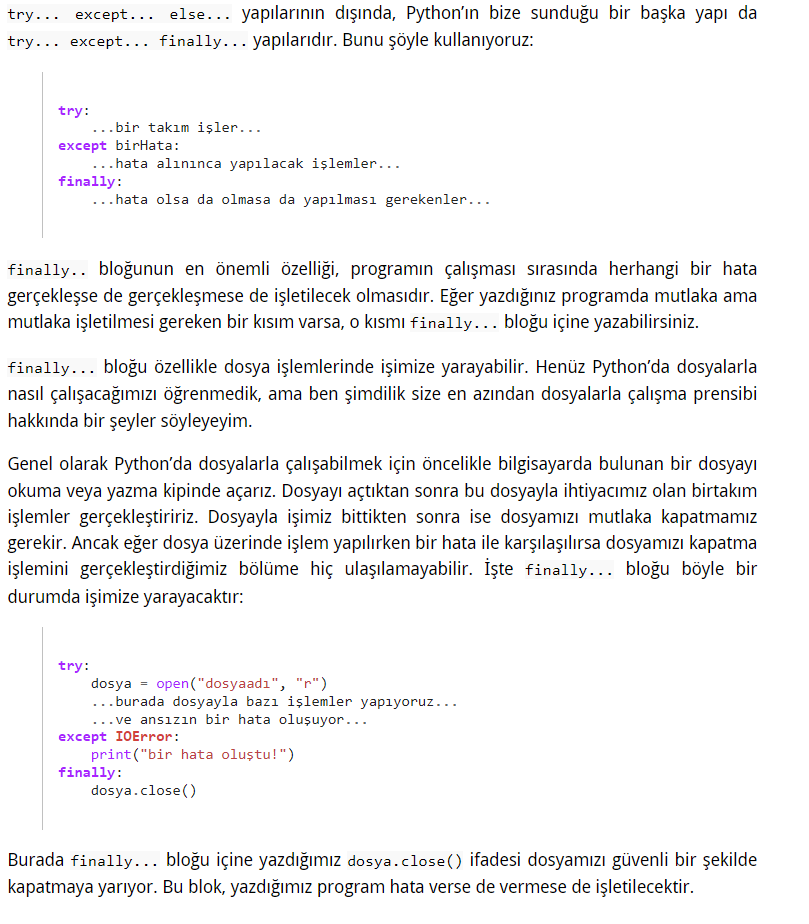 try... except... else... yapılarının dışında, Python’ın bize sunduğu bir başka yapı da
try... except... finally... yapılarıdır. Bunu şöyle kullanıyoruz:
try:
    ...bir takım işler...
except birHata:
    ...hata alınınca yapılacak işlemler...
finally:
    ...hata olsa da olmasa da yapılması gerekenler...
finally.. bloğunun en önemli özelliği, programın çalışması sırasında herhangi bir hata
gerçekleşse de gerçekleşmese de işletilecek olmasıdır. Eğer yazdığınız programda mutlaka ama
mutlaka işletilmesi gereken bir kısım varsa, o kısmı finally... bloğu içine yazabilirsiniz.
finally... bloğu özellikle dosya işlemlerinde işimize yarayabilir. Henüz Python’da dosyalarla
nasıl çalışacağımızı öğrenmedik, ama ben şimdilik size en azından dosyalarla çalışma prensibi
hakkında bir şeyler söyleyeyim.
Genel olarak Python’da dosyalarla çalışabilmek için öncelikle bilgisayarda bulunan bir dosyayı
okuma veya yazma kipinde açarız. Dosyayı açtıktan sonra bu dosyayla ihtiyacımız olan birtakım
işlemler gerçekleştiririz. Dosyayla işimiz bittikten sonra ise dosyamızı mutlaka kapatmamız
gerekir. Ancak eğer dosya üzerinde işlem yapılırken bir hata ile karşılaşılırsa dosyamızı kapatma
işlemini gerçekleştirdiğimiz bölüme hiç ulaşılamayabilir. İşte finally... bloğu böyle bir
durumda işimize yarayacaktır:
try:
    dosya = open("dosyaadı", "r")
    ...burada dosyayla bazı işlemler yapıyoruz...
    ...ve ansızın bir hata oluşuyor...
except IOError:
    print("bir hata oluştu!")
finally:
    dosya.close()
Burada finally... bloğu içine yazdığımız dosya.close() ifadesi dosyamızı güvenli bir şekilde
kapatmaya yarıyor. Bu blok, yazdığımız program hata verse de vermese de işletilecektir.